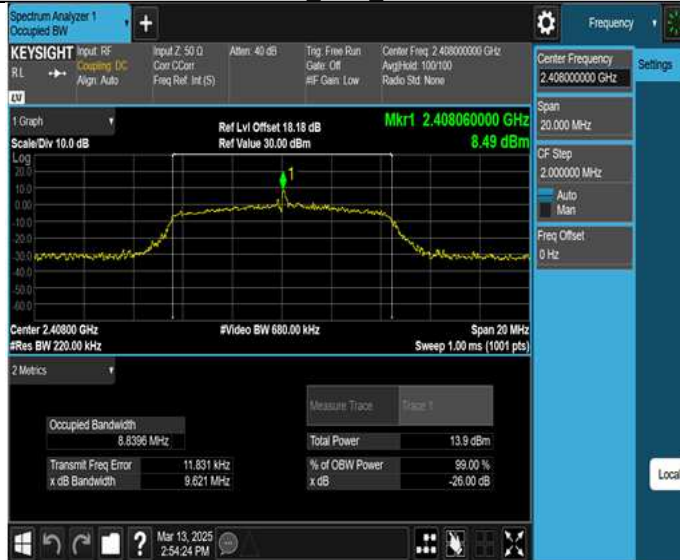 Spectrum Analyzer 1
Occupied BW
+
Frequency
KEYSIGHT
RL
Input: RF
Coupling: DC
Align: Auto
Input Z: 50 Ω
Corr CCorr
Freq Ref: Int (S)
Atten: 40 dB
Trig: Free Run
Gate: Off
#IF Gain: Low
Center Freq: 2.408000000 GHz
Avg|Hold: 100/100
Radio Std: None
LV
Center Frequency
2.408000000 GHz
Settings
Span
20.000 MHz
CF Step
2.000000 MHz
Auto
Man
Freq Offset
0 Hz
1 Graph
Scale/Div 10.0 dB
Ref Lvl Offset 18.18 dB
Ref Value 30.00 dBm
Mkr1 2.408060000 GHz
8.49 dBm
Log
20.0
10.0
0.00
-10.0
-20.0
-30.0
-40.0
-50.0
-60.0
1
Center 2.40800 GHz
#Res BW 220.00 kHz
#Video BW 680.00 kHz
Span 20 MHz
Sweep 1.00 ms (1001 pts)
2 Metrics
Measure Trace
Trace 1
Occupied Bandwidth
8.8396 MHz
Total Power
13.9 dBm
Transmit Freq Error
11.831 kHz
% of OBW Power
99.00 %
x dB Bandwidth
9.621 MHz
x dB
-26.00 dB
Local
?
Mar 13, 2025
2:54:24 PM